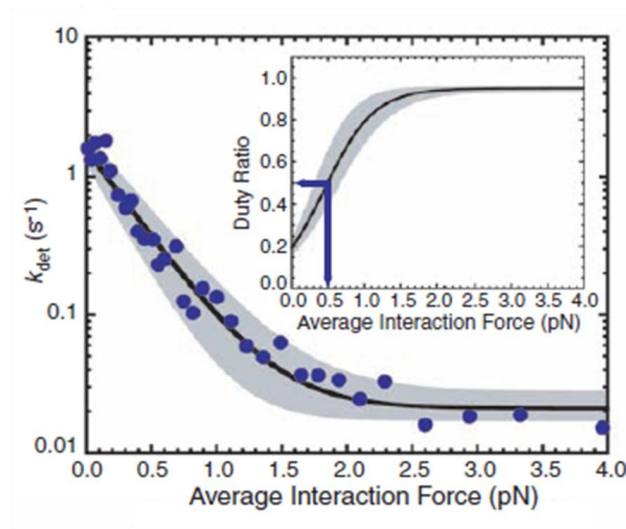 10
1
0.1
0.01
k_det (s⁻¹)
0.0 0.5 1.0 1.5 2.0 2.5 3.0 3.5 4.0
Average Interaction Force (pN)
1.0
0.8
0.6
0.4
0.2
0.0
Duty Ratio
0.0 0.5 1.0 1.5 2.0 2.5 3.0 3.5 4.0
Average Interaction Force (pN)